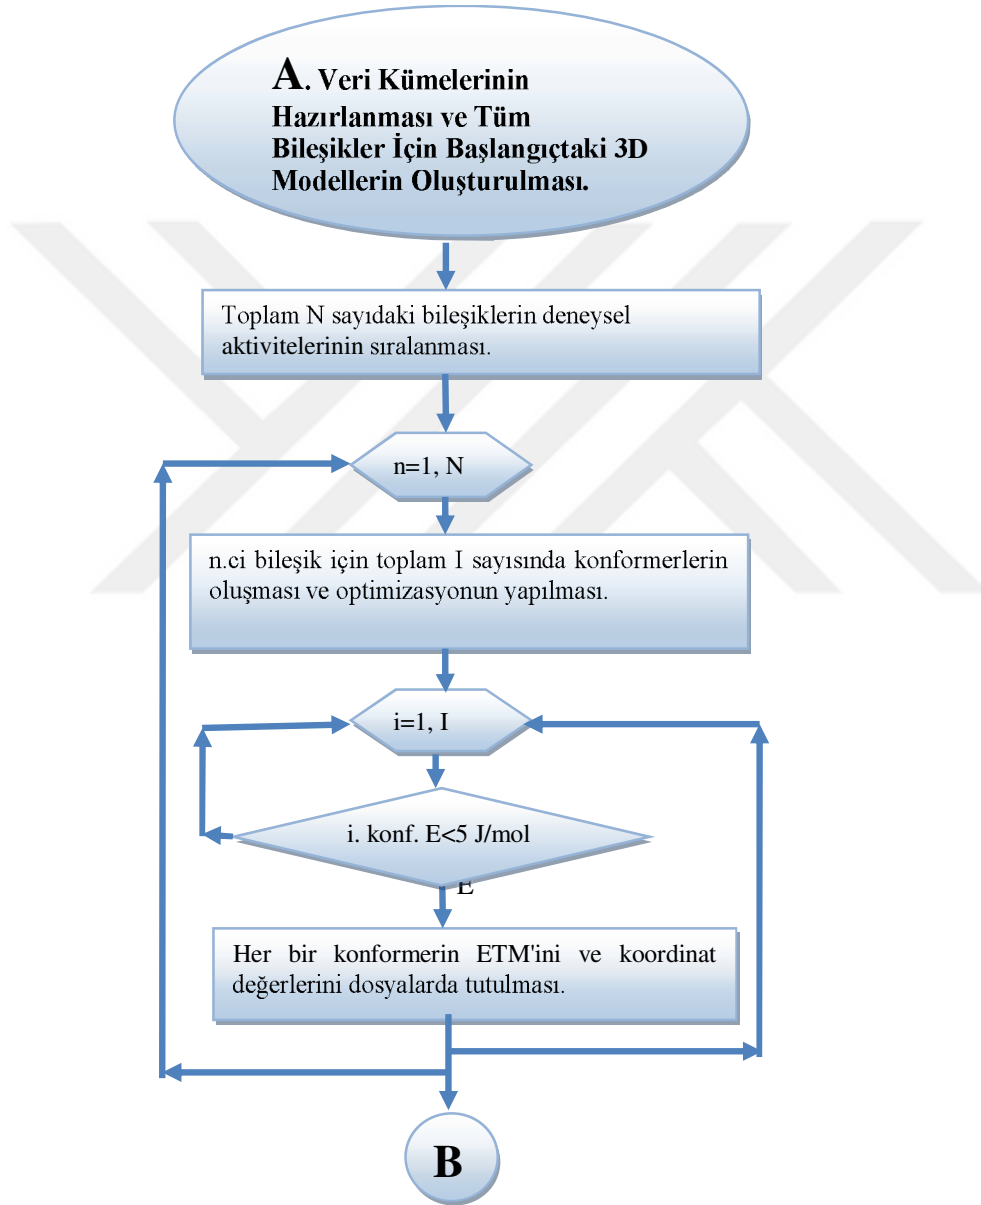 A. Veri Kümelerinin
Hazırlanması ve Tüm
Bileşikler İçin Başlangıçtaki 3D
Modellerin Oluşturulması.
Toplam N sayıdaki bileşiklerin deneysel
aktivitelerinin sıralanması.
n=1, N
n.ci bileşik için toplam I sayısında konformerlerin
oluşması ve optimizasyonun yapılması.
i=1, I
i. konf. E<5 J/mol
E
Her bir konformerin ETM'ini ve koordinat
değerlerini dosyalarda tutulması.
B